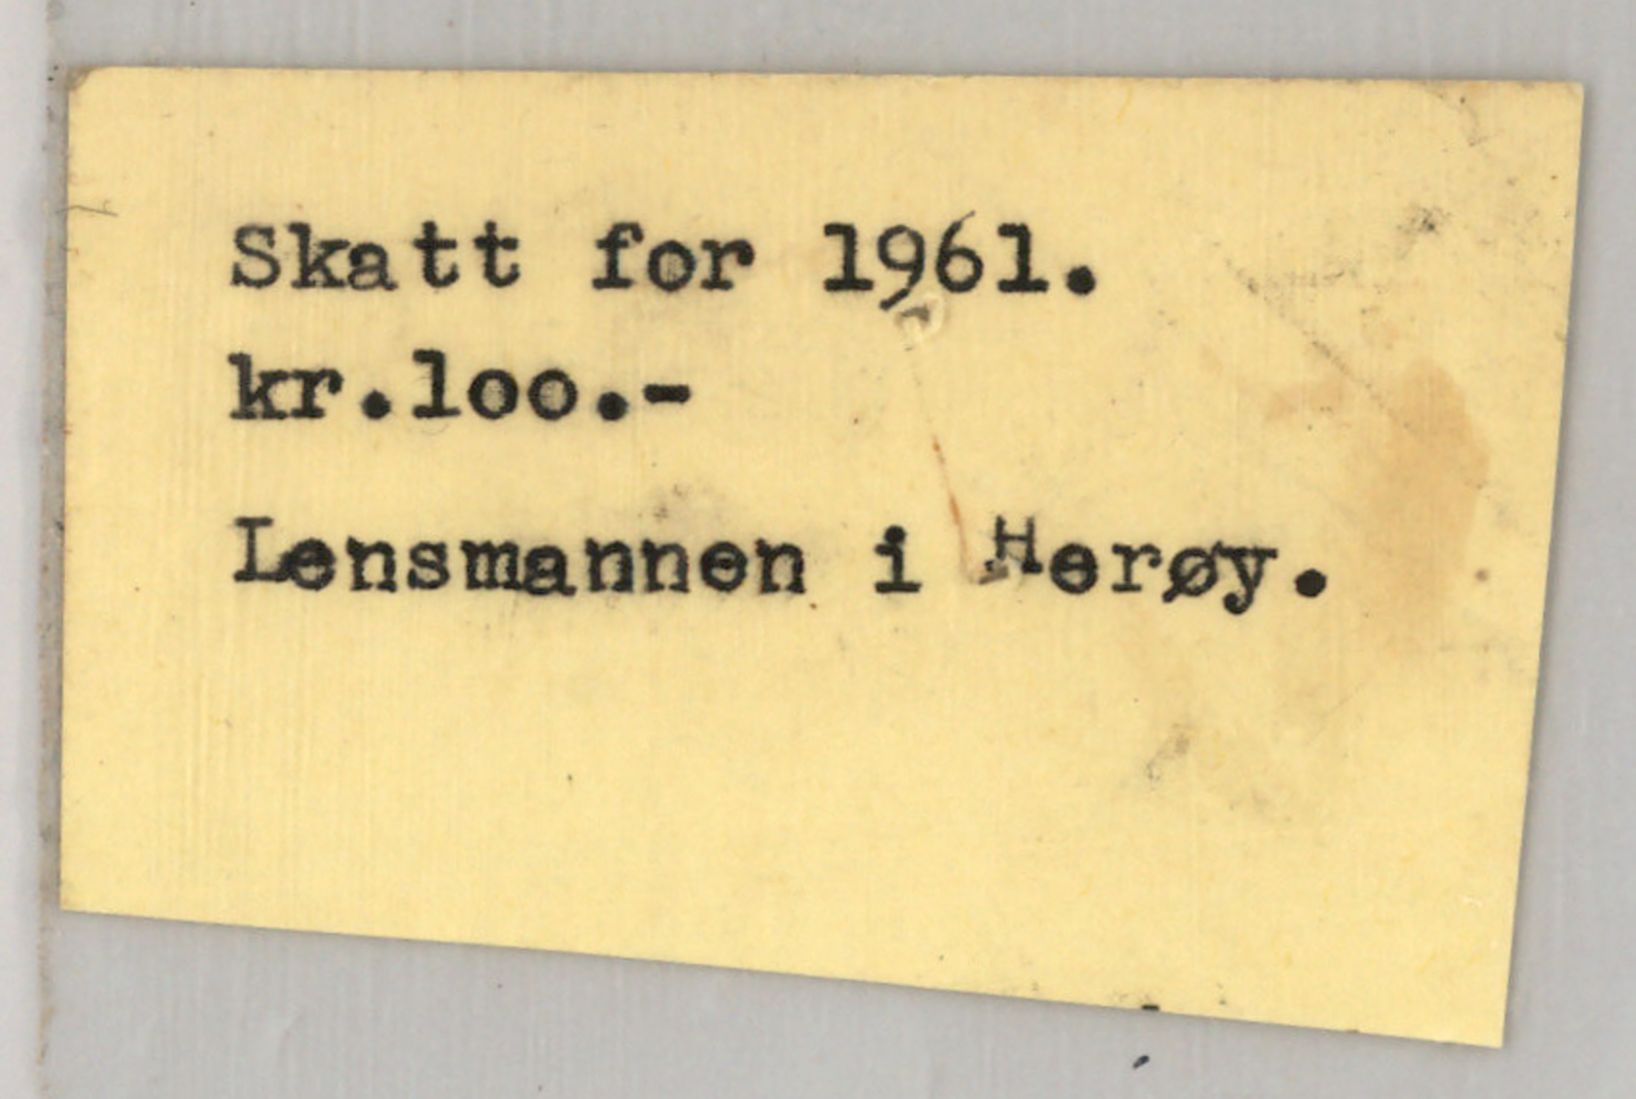 Skatt for 1961.
kr.loo.-
Lensmannen i Herøy.